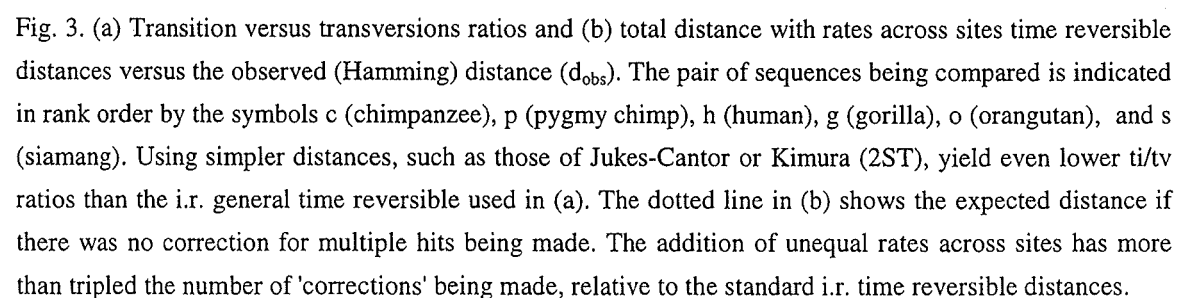 Fig. 3. (a) Transition versus transversions ratios and (b) total distance with rates across sites time reversible
distances versus the observed (Hamming) distance (dobs). The pair of sequences being compared is indicated
in rank order by the symbols c (chimpanzee), p (pygmy chimp), h (human), g (gorilla), o (orangutan), and s
(siamang). Using simpler distances, such as those of Jukes-Cantor or Kimura (2ST), yield even lower ti/tv
ratios than the i.r. general time reversible used in (a). The dotted line in (b) shows the expected distance if
there was no correction for multiple hits being made. The addition of unequal rates across sites has more
than tripled the number of 'corrections' being made, relative to the standard i.r. time reversible distances.